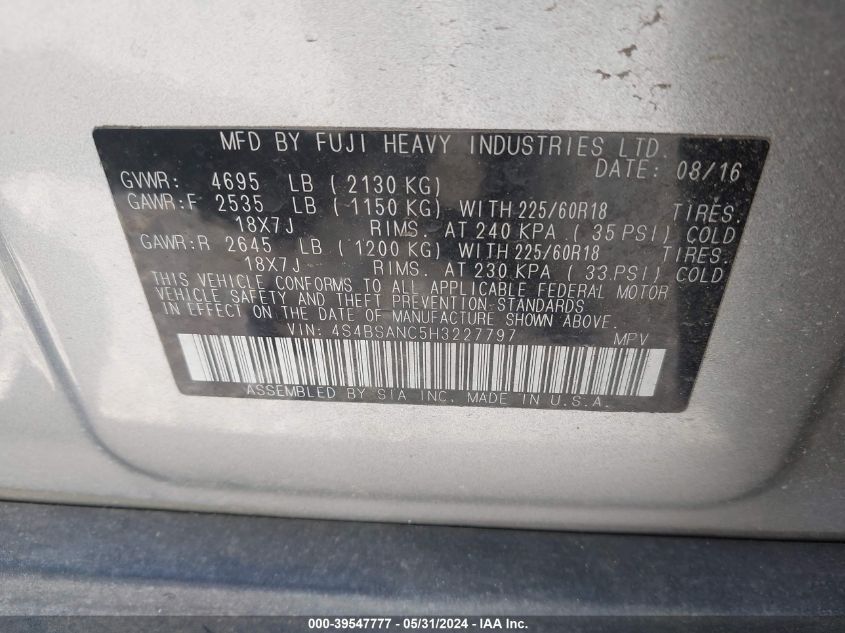 MFD BY FUJI HEAVY INDUSTRIES LTD.
DATE: 08/16
GVWR: 4695 LB (2130 KG)
GAWR:F 2535 LB (1150 KG) WITH 225/60R18 TIRES.
18X7J RIMS. AT 240 KPA (35 PSI) COLD
GAWR:R 2645 LB (1200 KG) WITH 225/60R18 TIRES.
18X7J RIMS. AT 230 KPA (33.PSI) COLD
THIS VEHICLE CONFORMS TO ALL APPLICABLE FEDERAL MOTOR
VEHICLE SAFETY AND THEFT PREVENTION STANDARDS
IN EFFECT ON THE DATE OF MANUFACTURE SHOWN ABOVE.
VIN: 4S4BSANC5H3227797 MPV
ASSEMBLED BY SIA INC. MADE IN U.S.A.
000-39547777 - 05/31/2024 - IAA Inc.